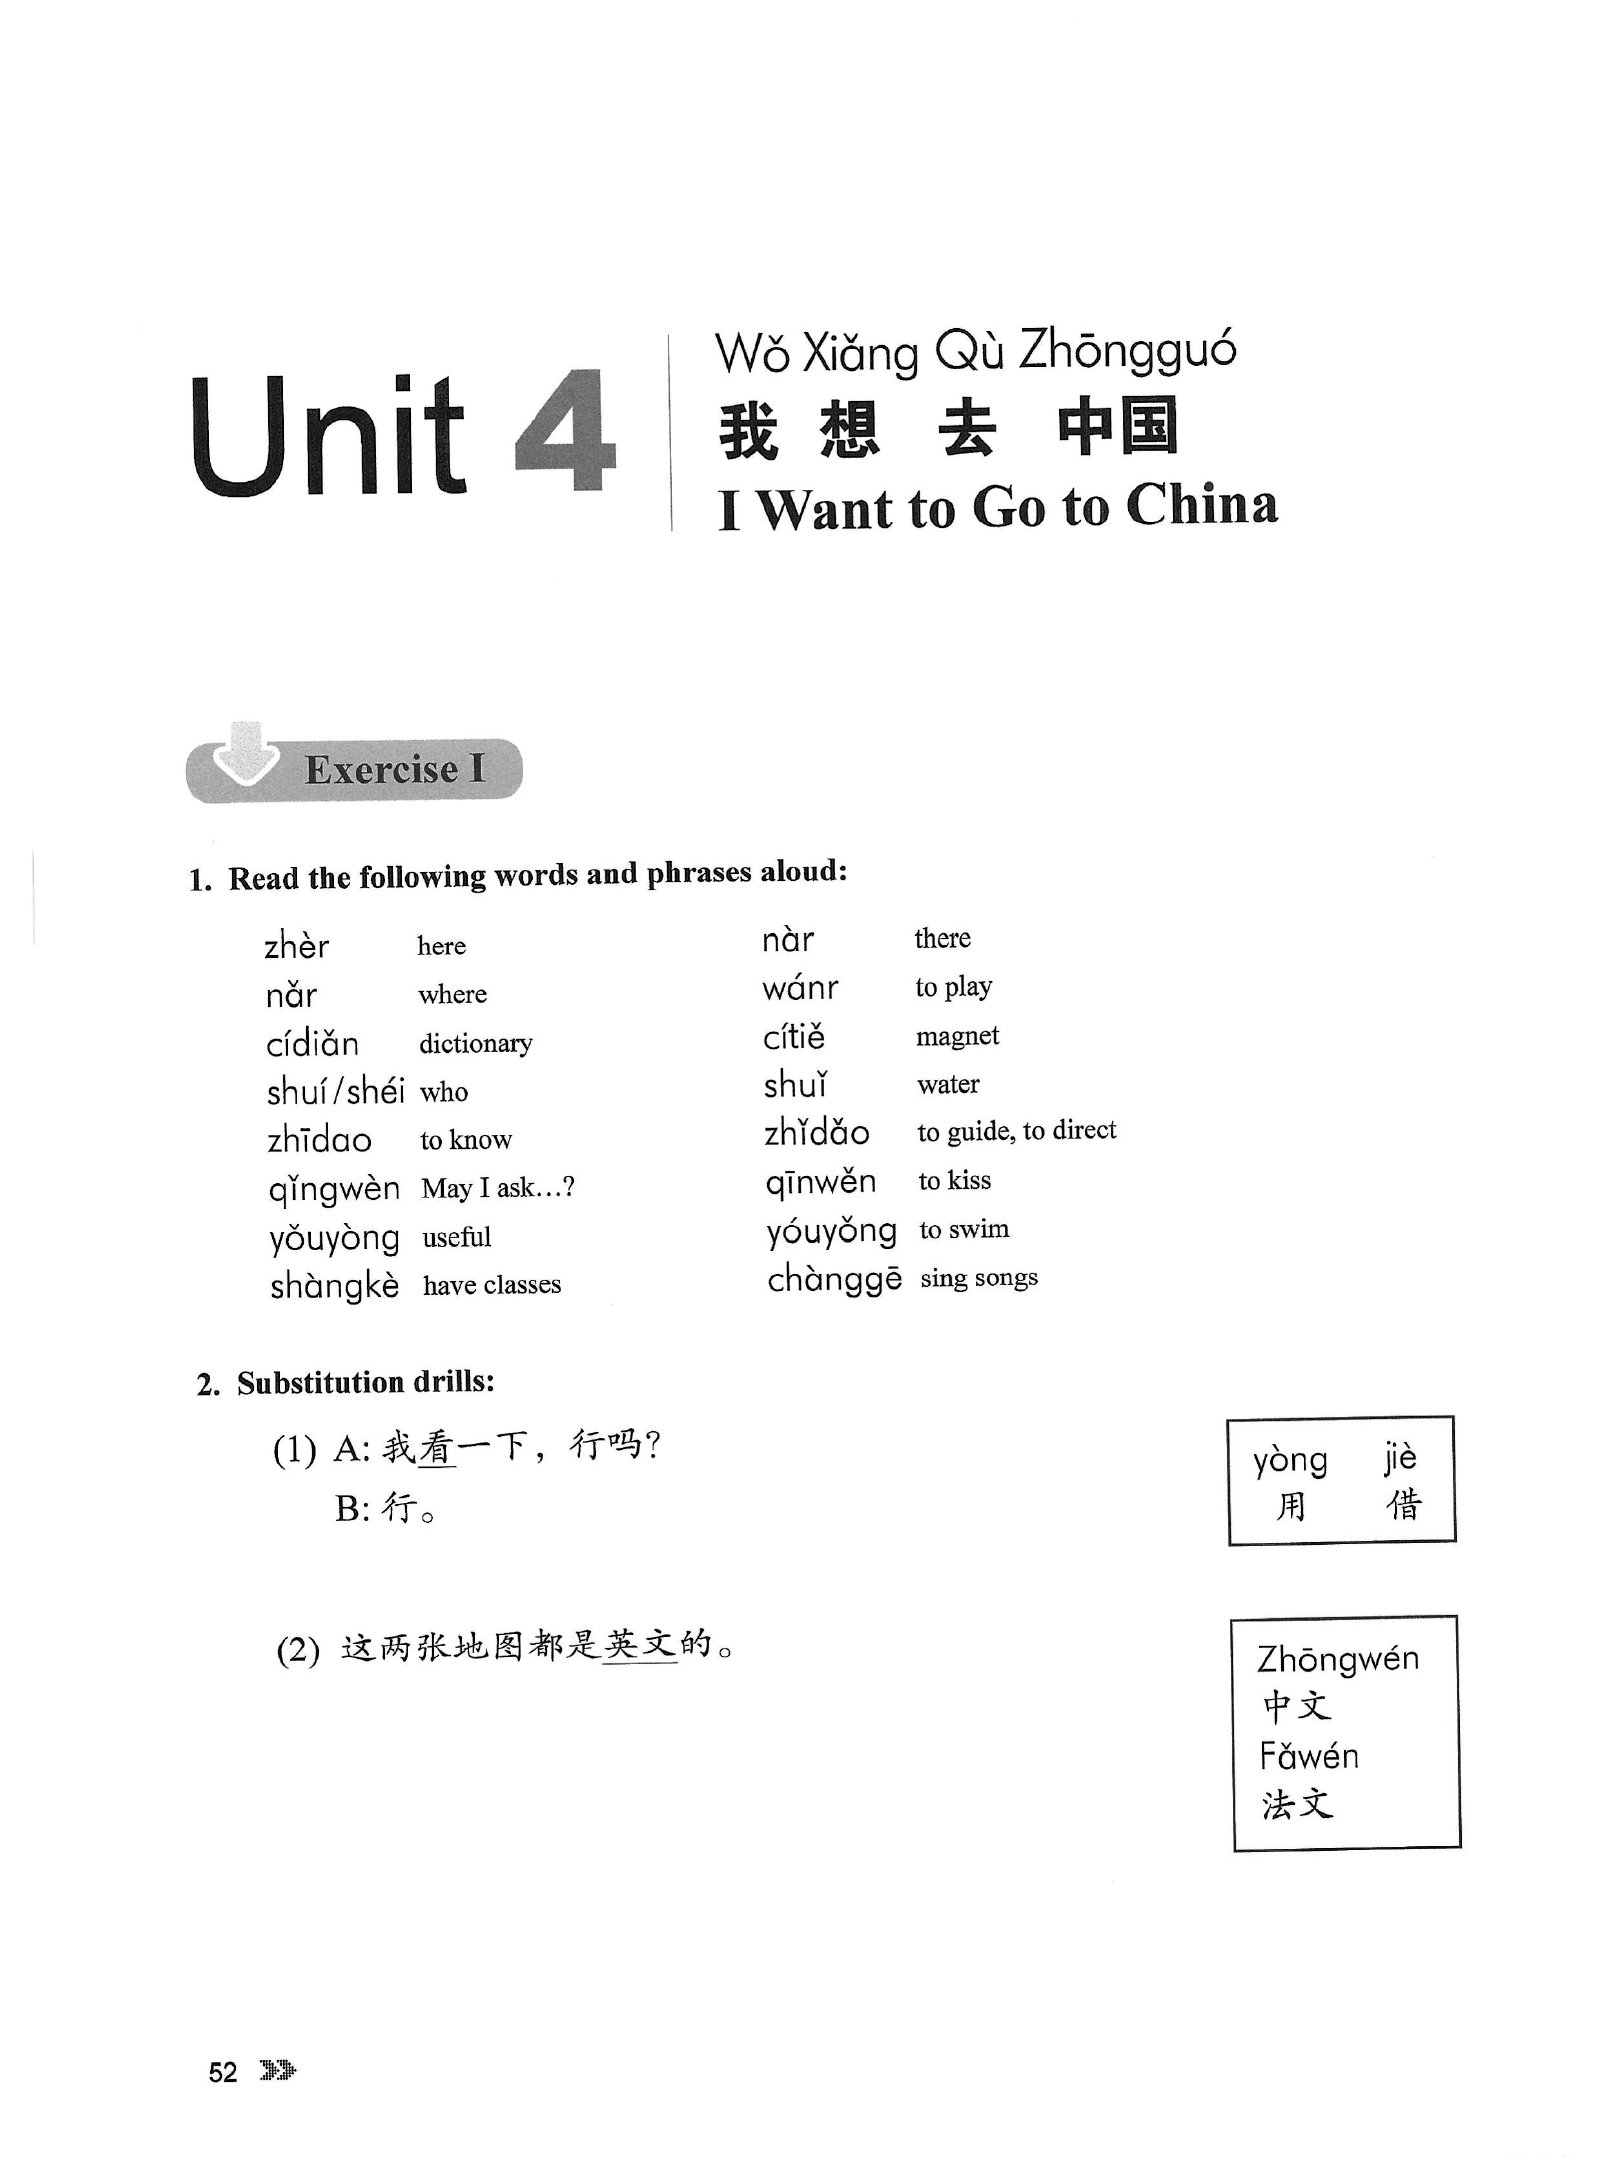 Unit 4
Wǒ Xiǎng Qù Zhōngguó
我 想 去 中国
I Want to Go to China
Exercise I
1. Read the following words and phrases aloud:
zhèr here nàr there
nǎr where wánr to play
cídiǎn dictionary cítiě magnet
shuí/shéi who shuǐ water
zhīdao to know zhǐdǎo to guide, to direct
qǐngwèn May I ask…? qīnwěn to kiss
yǒuyòng useful yóuyǒng to swim
shàngkè have classes chànggē sing songs
2. Substitution drills:
(1) A: 我看一下，行吗?
B: 行。
yòng jiè
用 借
(2) 这两张地图都是英文的。
Zhōngwén
中文
Fǎwén
法文
52